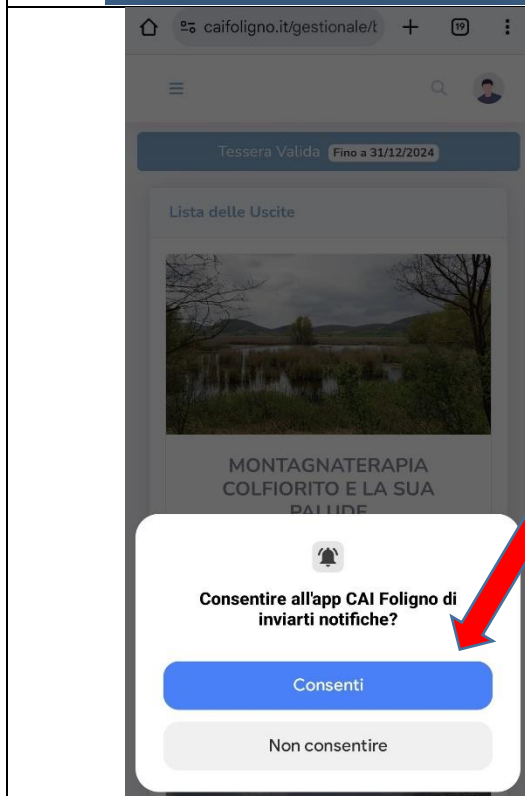 caifoligno.it/gestionale/t
19
Tessera Valida Fino a 31/12/2024
Lista delle Uscite
MONTAGNATERAPIA
COLFIORITO E LA SUA
PALUDE
Consentire all'app CAI Foligno di
inviarti notifiche?
Consenti
Non consentire